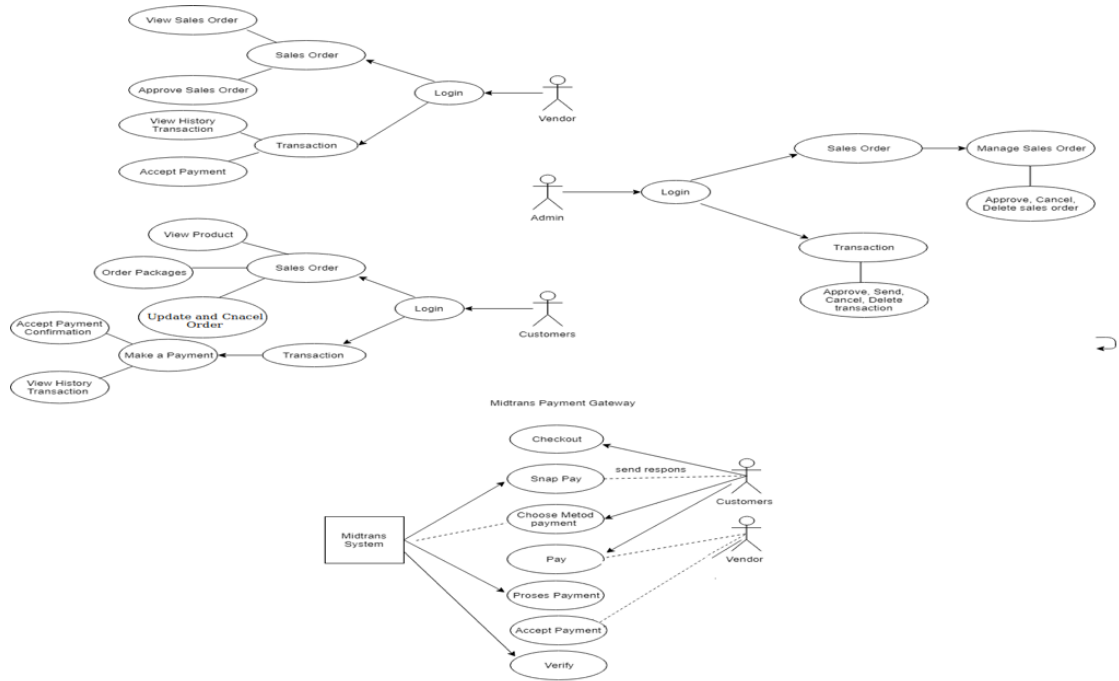 View Sales Order
Sales Order
Approve Sales Order
Login
Vendor
View History
Transaction
Transaction
Accept Payment
Sales Order
Manage Sales Order
Login
Admin
Approve, Cancel,
Delete sales order
Transaction
Approve, Send,
Cancel, Delete
transaction
View Product
Sales Order
Order Packages
Update and Cnacel
Order
Login
Customers
Accept Payment
Confirmation
Make a Payment
Transaction
View History
Transaction
Midtrans Payment Gateway
Checkout
send respons
Snap Pay
Customers
Choose Metod
payment
Midtrans
System
Pay
Vendor
Proses Payment
Accept Payment
Verify